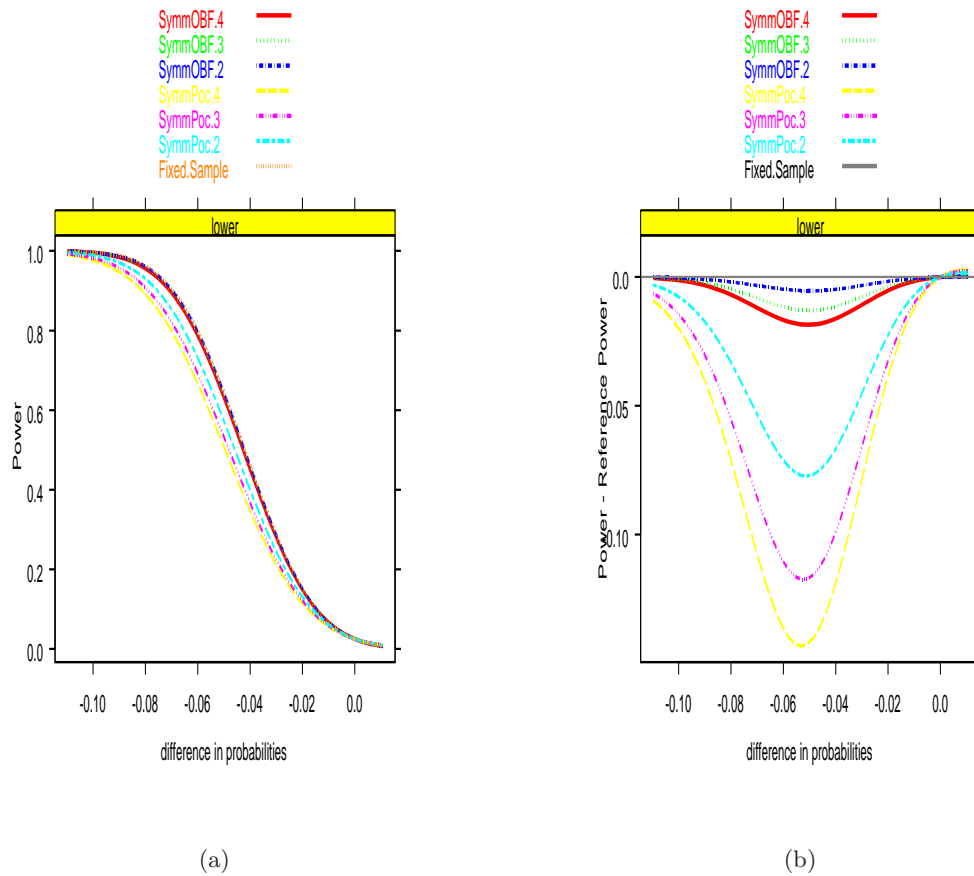 SymmOBF.4
SymmOBF.3
SymmOBF.2
SymmPoc.4
SymmPoc.3
SymmPoc.2
Fixed.Sample
lower
1.0
0.8
0.6
0.4
0.2
0.0
Power
-0.10 -0.08 -0.06 -0.04 -0.02 0.0
difference in probabilities
(a)
SymmOBF.4
SymmOBF.3
SymmOBF.2
SymmPoc.4
SymmPoc.3
SymmPoc.2
Fixed.Sample
lower
0.0
-0.05
-0.10
Power - Reference Power
-0.10 -0.08 -0.06 -0.04 -0.02 0.0
difference in probabilities
(b)